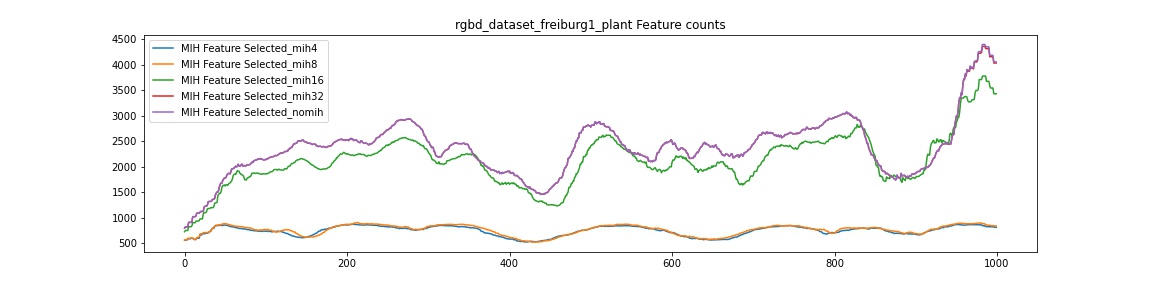 rgbd_dataset_freiburg1_plant Feature counts
4500
4000
3500
3000
2500
2000
1500
1000
500
MIH Feature Selected_mih4
MIH Feature Selected_mih8
MIH Feature Selected_mih16
MIH Feature Selected_mih32
MIH Feature Selected_nomih
0 200 400 600 800 1000